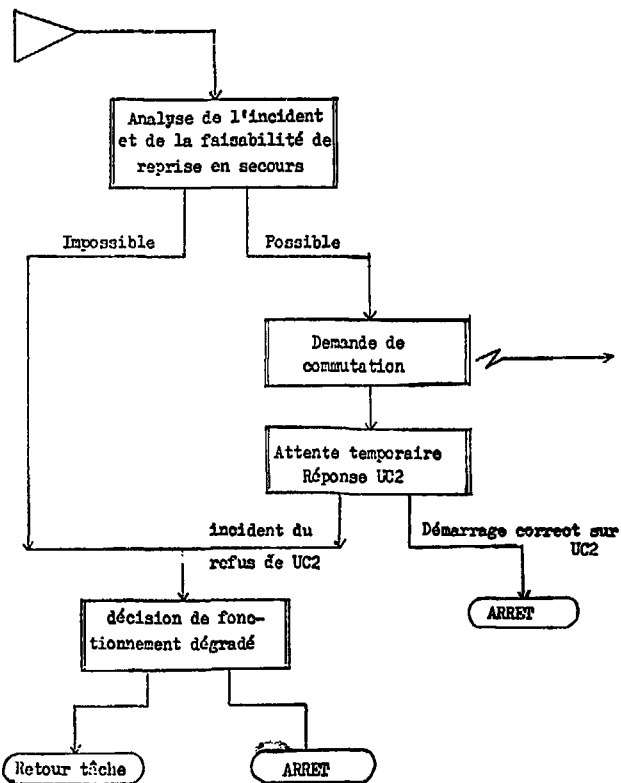 Analyse de l'incident
et de la faisabilité de
reprise en secours
Impossible
Possible
Demande de
commutation
Attente temporaire
Réponse UC2
incident du
refus de UC2
Démarrage correct sur
UC2
ARRET
décision de fonc-
tionnement dégradé
Retour tâche
ARRET